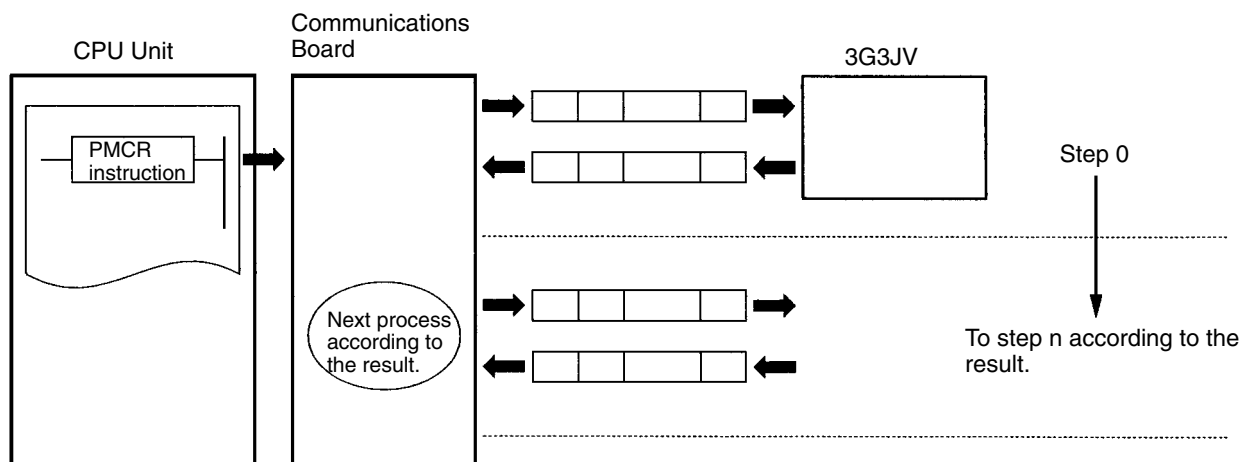 CPU Unit
Communications
Board
3G3JV
PMCR
instruction
Step 0
Next process
according to
the result.
To step n according to the
result.